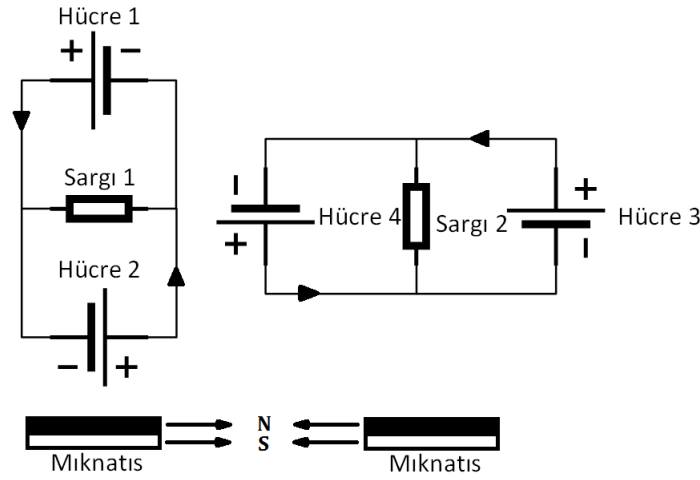 Hücre 1
+ −
Sargı 1
Hücre 2
− +
− Hücre 4 +
Sargı 2
+ Hücre 3 −
N
S
Mıknatıs
Mıknatıs